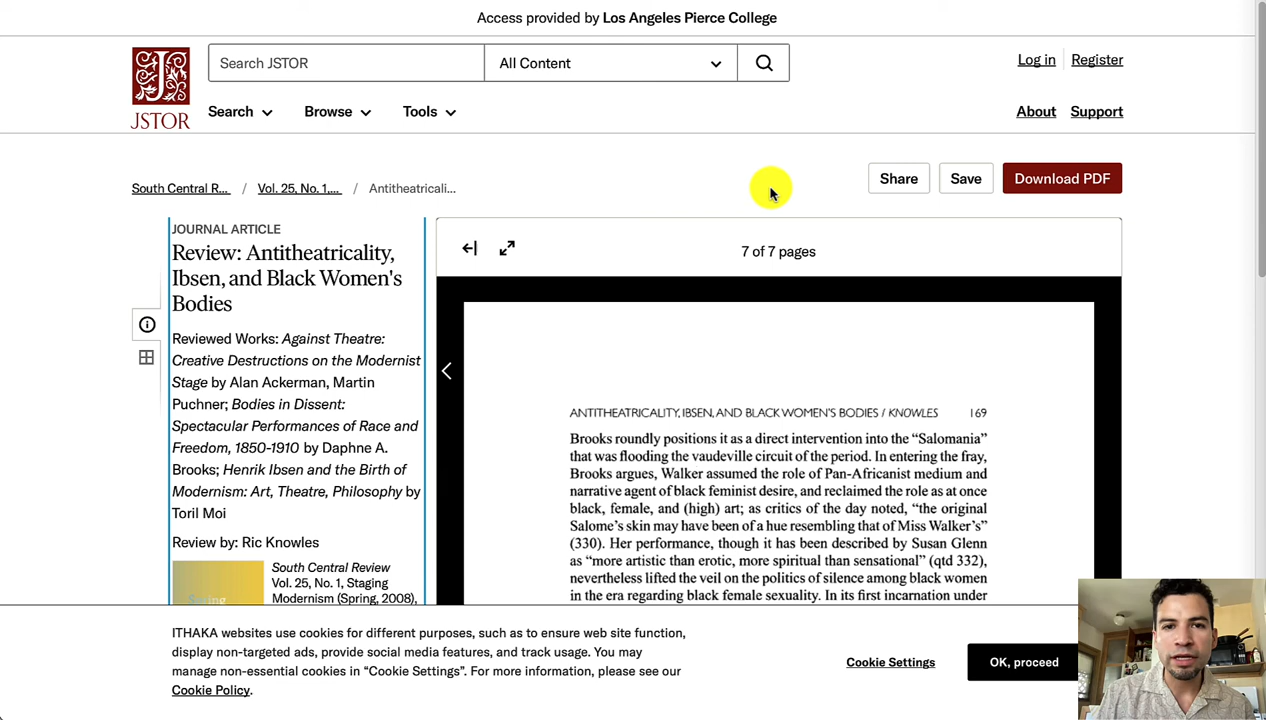 Access provided by Los Angeles Pierce College
JSTOR
Search JSTOR
All Content
Log in
Register
Search
Browse
Tools
About
Support
South Central R... / Vol. 25, No. 1,... / Antitheatricali...
Share
Save
Download PDF
JOURNAL ARTICLE
Review: Antitheatricality,
Ibsen, and Black Women's
Bodies
Reviewed Works: Against Theatre:
Creative Destructions on the Modernist
Stage by Alan Ackerman, Martin
Puchner; Bodies in Dissent:
Spectacular Performances of Race and
Freedom, 1850-1910 by Daphne A.
Brooks; Henrik Ibsen and the Birth of
Modernism: Art, Theatre, Philosophy by
Toril Moi
Review by: Ric Knowles
South Central Review
Vol. 25, No. 1, Staging
Modernism (Spring, 2008),
7 of 7 pages
ANTITHEATRICALITY, IBSEN, AND BLACK WOMEN'S BODIES / KNOWLES 169
Brooks roundly positions it as a direct intervention into the “Salomania”
that was flooding the vaudeville circuit of the period. In entering the fray,
Brooks argues, Walker assumed the role of Pan-Africanist medium and
narrative agent of black feminist desire, and reclaimed the role as at once
black, female, and (high) art; as critics of the day noted, “the original
Salome’s skin may have been of a hue resembling that of Miss Walker’s”
(330). Her performance, though it has been described by Susan Glenn
as “more artistic than erotic, more spiritual than sensational” (qtd 332),
nevertheless lifted the veil on the politics of silence among black women
in the era regarding black female sexuality. In its first incarnation under
ITHAKA websites use cookies for different purposes, such as to ensure web site function,
display non-targeted ads, provide social media features, and track usage. You may
manage non-essential cookies in “Cookie Settings”. For more information, please see our
Cookie Policy.
Cookie Settings
OK, proceed